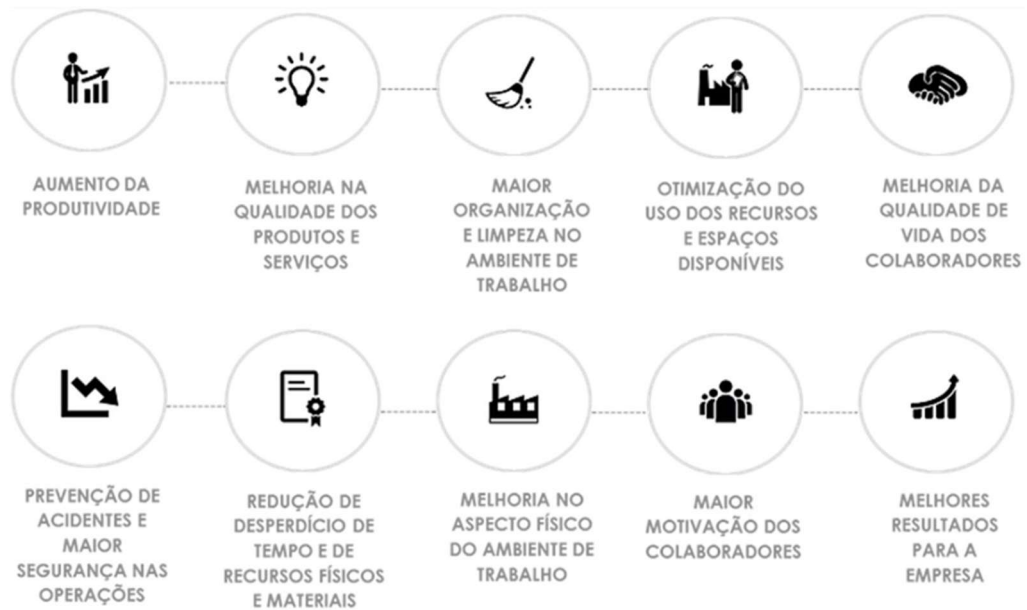 AUMENTO DA
PRODUTIVIDADE
MELHORIA NA
QUALIDADE DOS
PRODUTOS E
SERVIÇOS
MAIOR
ORGANIZAÇÃO
E LIMPEZA NO
AMBIENTE DE
TRABALHO
OTIMIZAÇÃO DO
USO DOS RECURSOS
E ESPAÇOS
DISPONÍVEIS
MELHORIA DA
QUALIDADE DE
VIDA DOS
COLABORADORES
PREVENÇÃO DE
ACIDENTES E
MAIOR
SEGURANÇA NAS
OPERAÇÕES
REDUÇÃO DE
DESPERDÍCIO DE
TEMPO E DE
RECURSOS FÍSICOS
E MATERIAIS
MELHORIA NO
ASPECTO FÍSICO
DO AMBIENTE DE
TRABALHO
MAIOR
MOTIVAÇÃO DOS
COLABORADORES
MELHORES
RESULTADOS
PARA A
EMPRESA